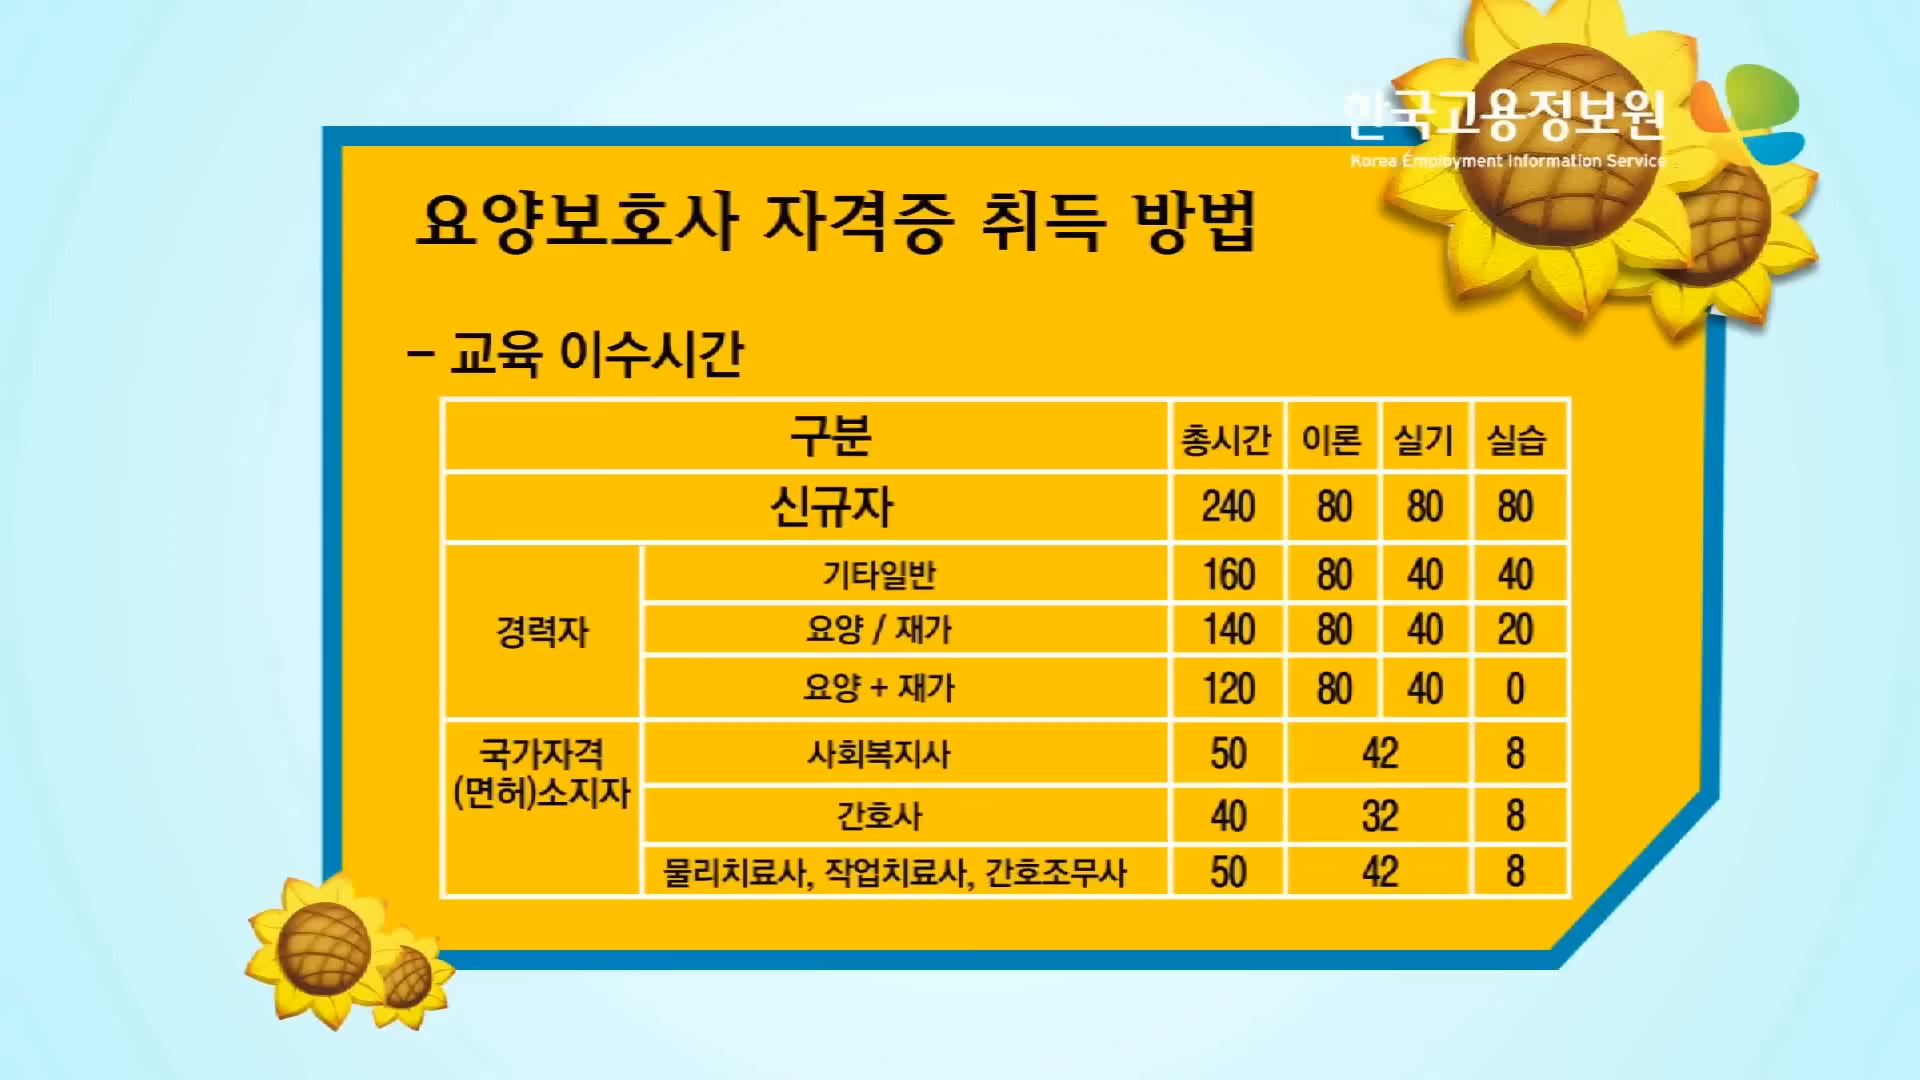 한국고용정보원
Korea Employment Information Service
요양보호사 자격증 취득 방법
- 교육 이수시간
구분 총시간 이론 실기 실습
신규자 240 80 80 80
경력자 기타일반 160 80 40 40
요양 / 재가 140 80 40 20
요양 + 재가 120 80 40 0
국가자격
(면허)소지자
사회복지사 50 42 8
간호사 40 32 8
물리치료사, 작업치료사, 간호조무사 50 42 8